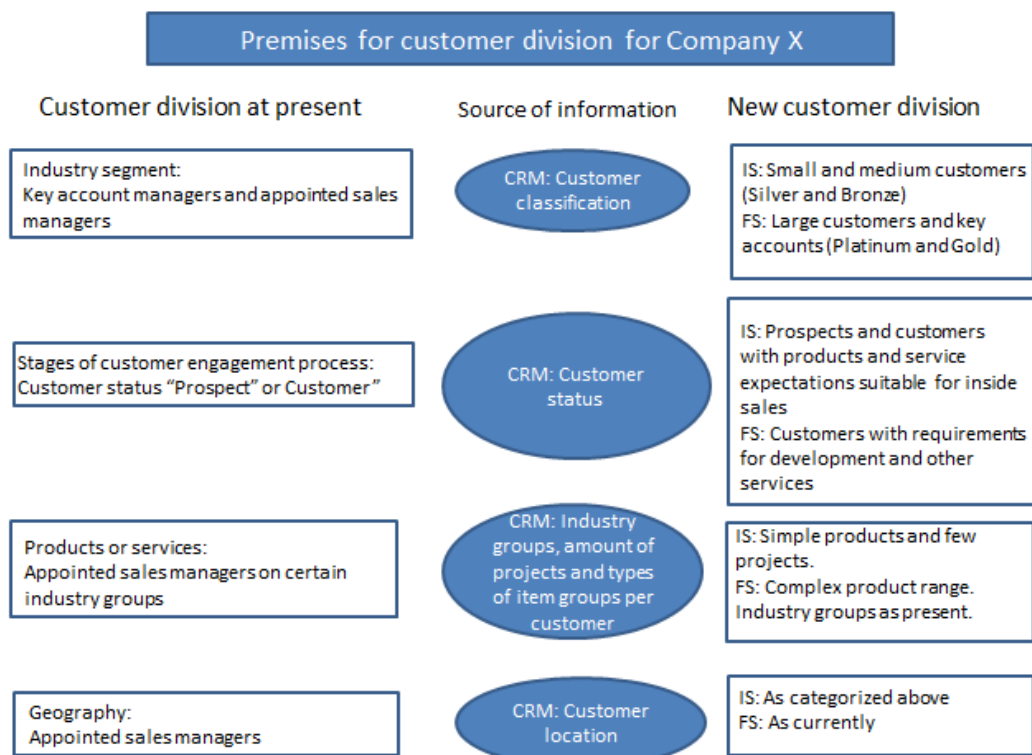 Premises for customer division for Company X
Customer division at present
Source of information
New customer division
Industry segment:
Key account managers and appointed sales
managers
CRM: Customer
classification
IS: Small and medium customers
(Silver and Bronze)
FS: Large customers and key
accounts (Platinum and Gold)
Stages of customer engagement process:
Customer status “Prospect” or Customer”
CRM: Customer
status
IS: Prospects and customers
with products and service
expectations suitable for inside
sales
FS: Customers with requirements
for development and other
services
Products or services:
Appointed sales managers on certain
industry groups
CRM: Industry
groups, amount of
projects and types
of item groups per
customer
IS: Simple products and few
projects.
FS: Complex product range.
Industry groups as present.
Geography:
Appointed sales managers
CRM: Customer
location
IS: As categorized above
FS: As currently